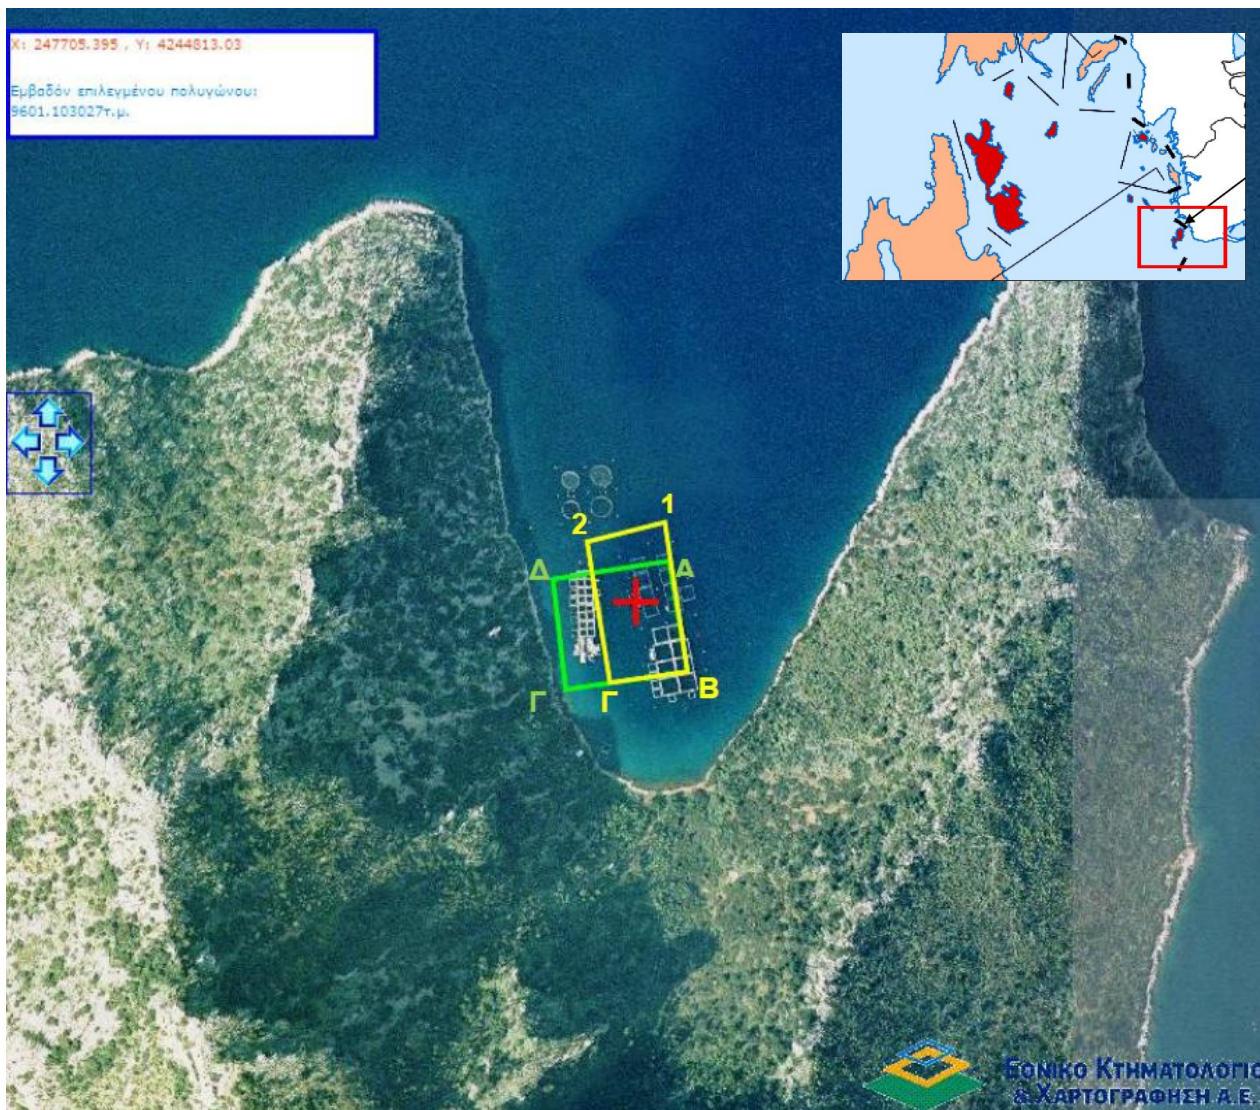 X: 247705.395 , Y: 4244813.03
Εμβαδόν επιλεγμένου πολυγώνου:
9601.103027τ.μ.
1
2
Δ
Α
Γ
Γ
Β
ΕΘΝΙΚΟ ΚΤΗΜΑΤΟΛΟΓΙΟ
& ΧΑΡΤΟΓΡΑΦΗΣΗ Α.Ε.